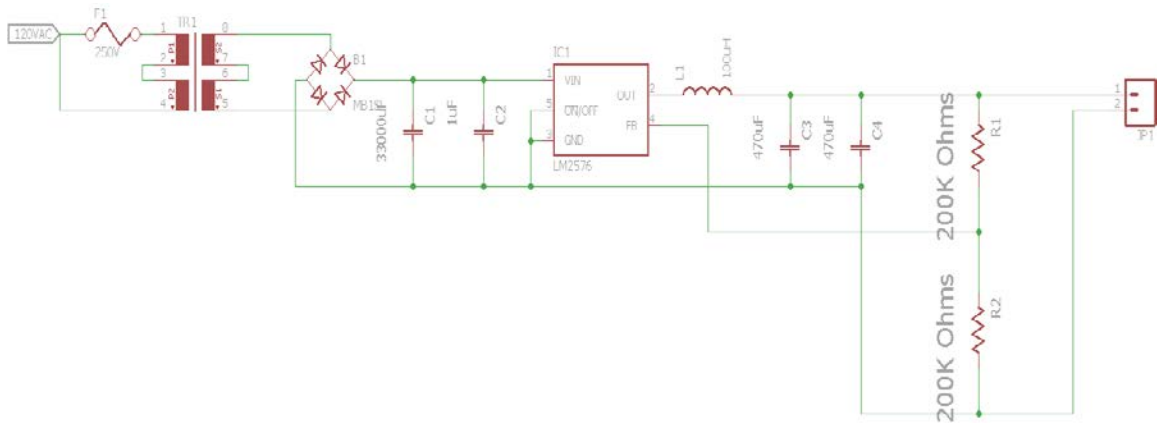 120VAC
F1
250V
TR1
1
2
3
4
P1
P2
8
7
6
5
S2
S1
B1
MB1S
33000uF
C1
1uF
C2
IC1
1
VIN
ON/OFF
GND
OUT
2
FB
4
LM2576
L1
100uH
470uF
C3
470uF
C4
200K Ohms
R1
200K Ohms
R2
1
2
JP1